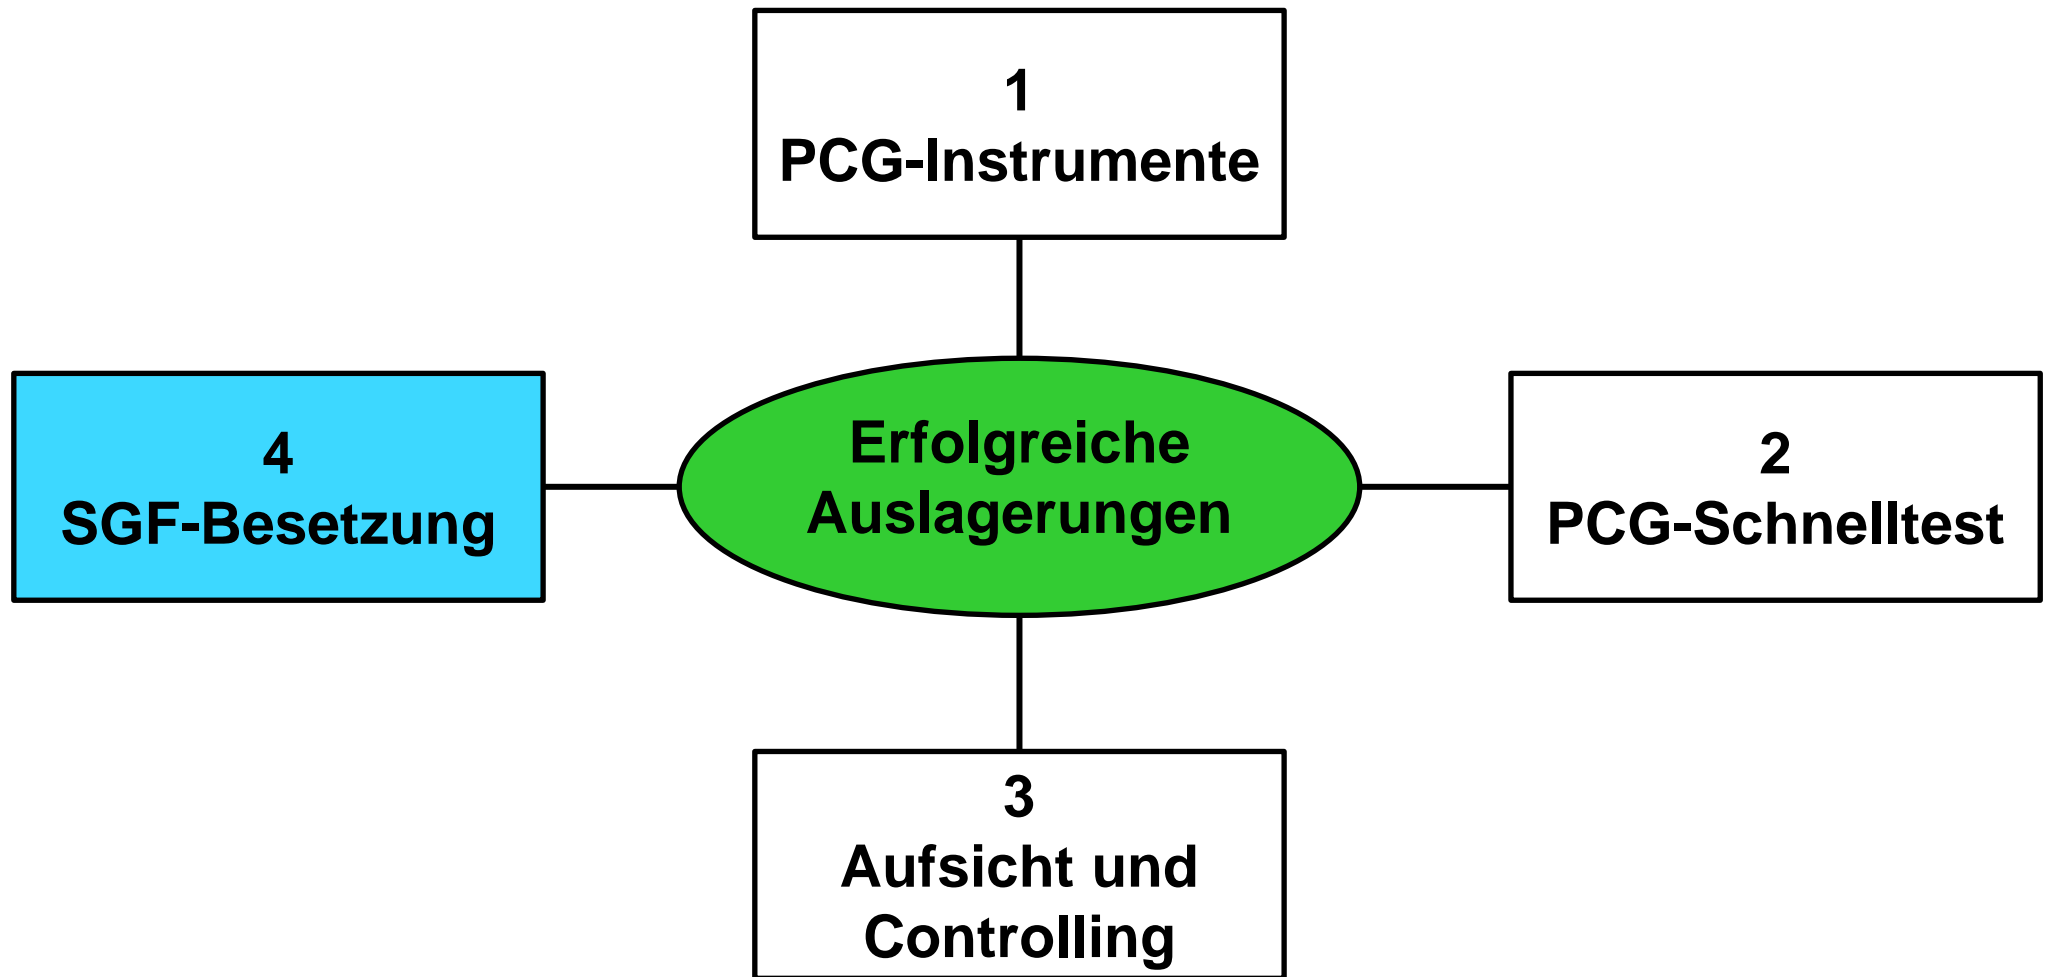 1
PCG-Instrumente
4
SGF-Besetzung
Erfolgreiche
Auslagerungen
2
PCG-Schnelltest
3
Aufsicht und
Controlling